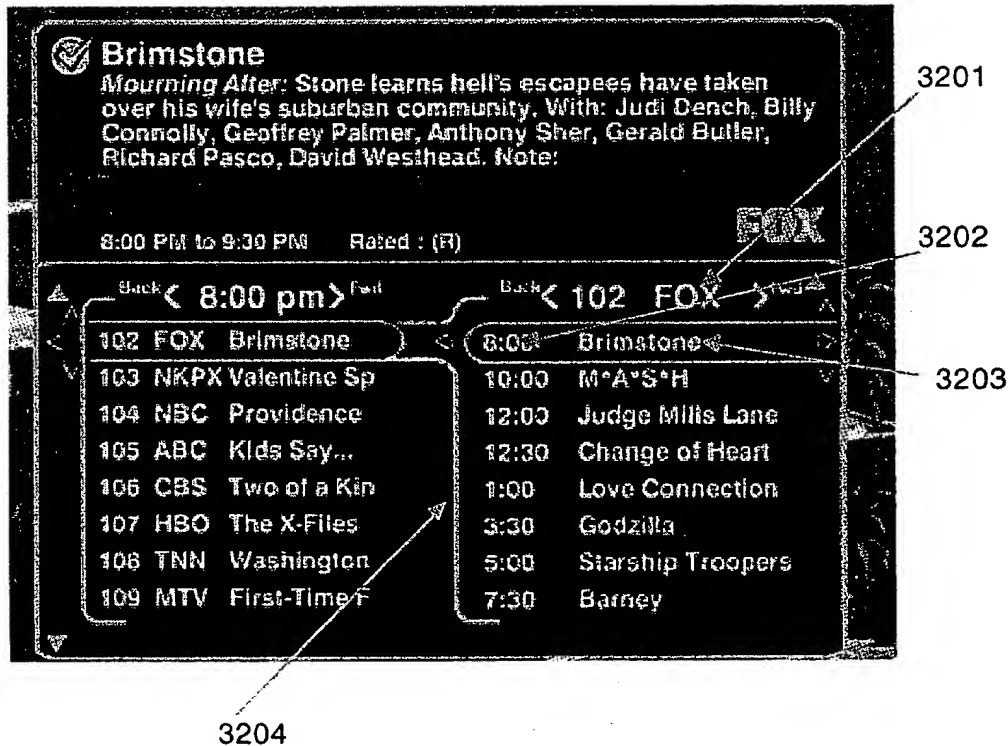 Brimstone
Mourning After: Stone learns hell's escapees have taken
over his wife's suburban community. With: Judi Dench, Billy
Connolly, Geoffrey Palmer, Anthony Sher, Gerald Butler,
Richard Pasco, David Westhead. Note:
FOX
8:00 PM to 9:30 PM Rated : (R)
Back < 8:00 pm > Fwd
102 FOX Brimstone
103 NKPX Valentine Sp
104 NBC Providence
105 ABC Kids Say...
106 CBS Two of a Kin
107 HBO The X-Files
108 TNN Washington
109 MTV First-Time F
Back < 102 FOX > Fwd
8:00 Brimstone
10:00 M*A*S*H
12:00 Judge Mills Lane
12:30 Change of Heart
1:00 Love Connection
3:30 Godzilla
5:00 Starship Troopers
7:30 Barney
3201
3202
3203
3204